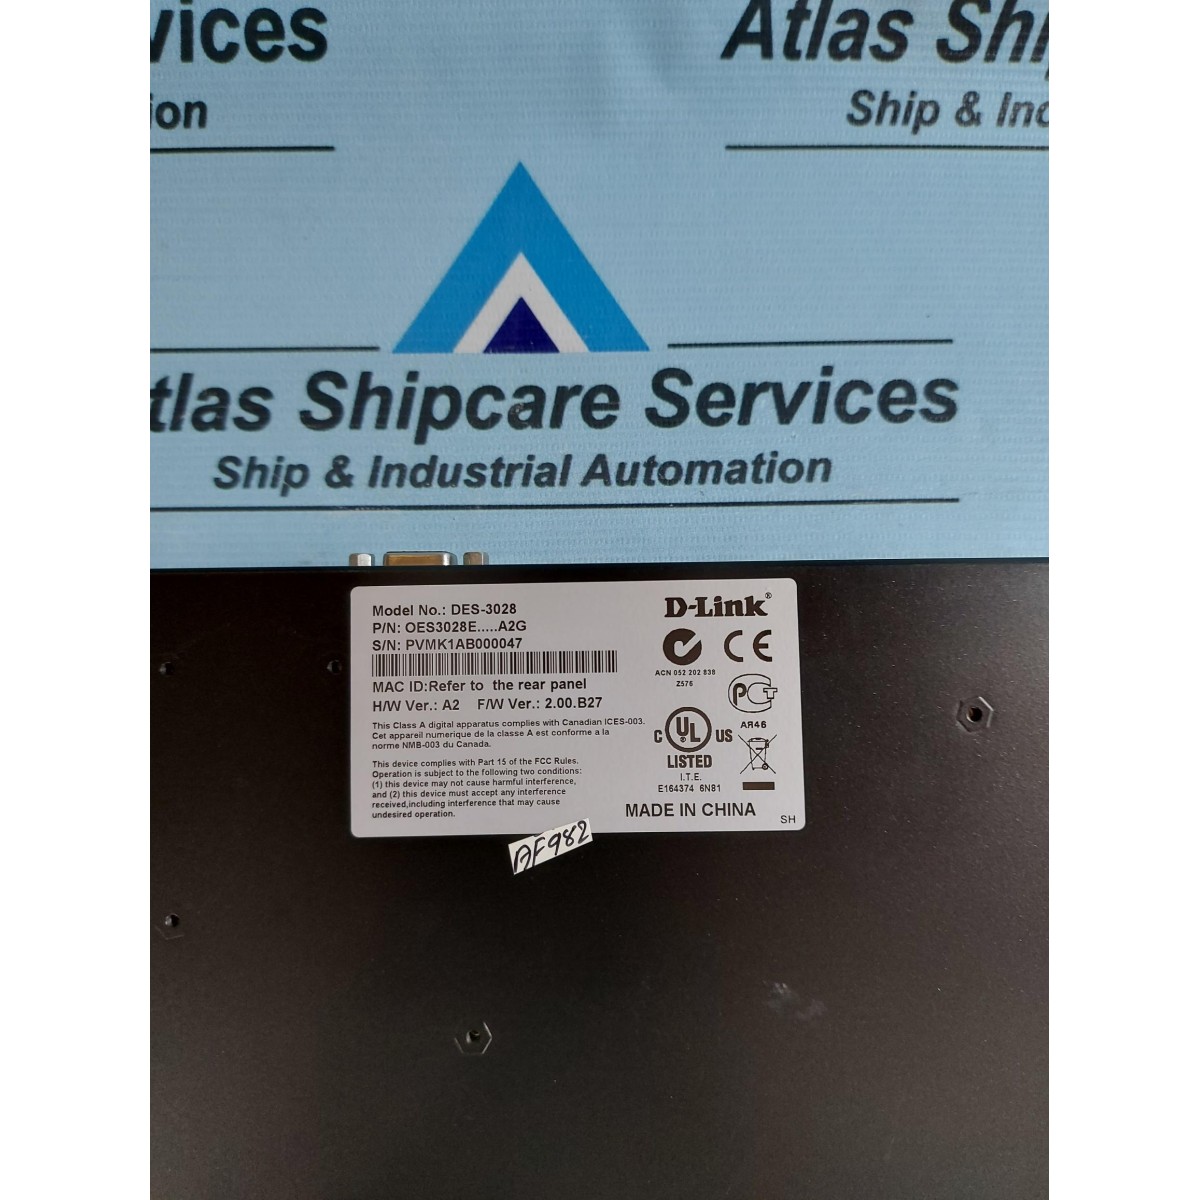 vices
ion
Atlas Shi
Ship & Ind
tlas Shipcare Services
Ship & Industrial Automation
Model No.: DES-3028
P/N: OES3028E.....A2G
S/N: PVMK1AB000047
MAC ID:Refer to the rear panel
H/W Ver.: A2 F/W Ver.: 2.00.B27
This Class A digital apparatus complies with Canadian ICES-003.
Cet appareil numerique de la classe A est conforme a la
norme NMB-003 du Canada.
This device complies with Part 15 of the FCC Rules.
Operation is subject to the following two conditions:
(1) this device may not cause harmful interference,
and (2) this device must accept any interference
received,including interference that may cause
undesired operation.
D-Link®
CE
ACN 052 202 838
Z576
РСТ
AR46
C UL® US
LISTED
I.T.E.
E164374 6N81
MADE IN CHINA
SH
AF982